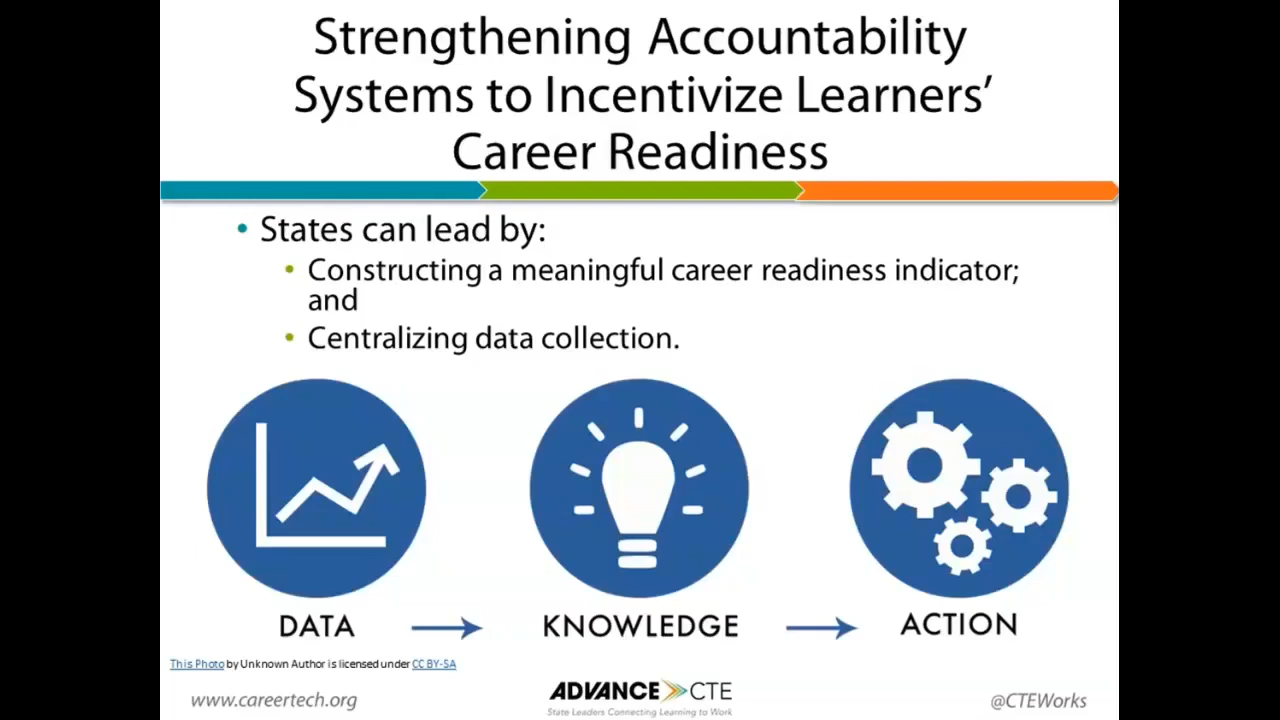 Strengthening Accountability
Systems to Incentivize Learners’
Career Readiness
• States can lead by:
• Constructing a meaningful career readiness indicator;
and
• Centralizing data collection.
DATA
KNOWLEDGE
ACTION
This Photo by Unknown Author is licensed under CC BY-SA
www.careertech.org
ADVANCE CTE
State Leaders Connecting Learning to Work
@CTEWorks